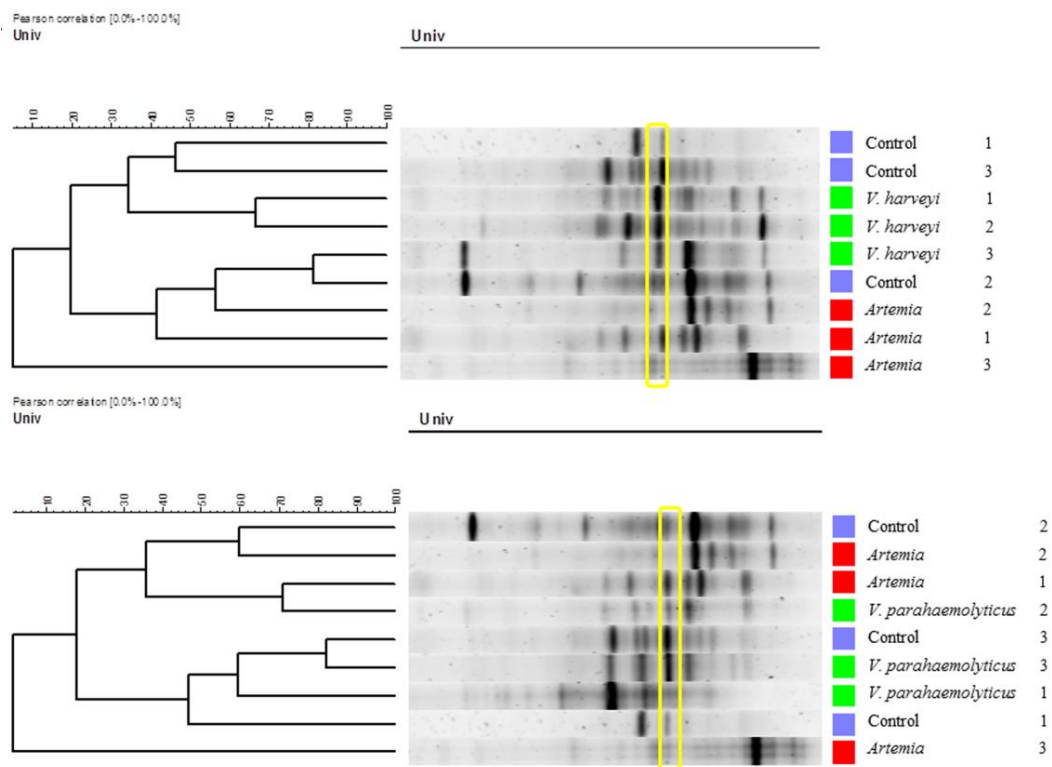 Pearson correlation [0.0%-100.0%]
Univ
Univ
10 20 30 40 50 60 70 80 90 100
Control 1
Control 3
V. harveyi 1
V. harveyi 2
V. harveyi 3
Control 2
Artemia 2
Artemia 1
Artemia 3
Pearson correlation [0.0%-100.0%]
Univ
Univ
10 20 30 40 50 60 70 80 90 100
Control 2
Artemia 2
Artemia 1
V. parahaemolyticus 2
Control 3
V. parahaemolyticus 3
V. parahaemolyticus 1
Control 1
Artemia 3